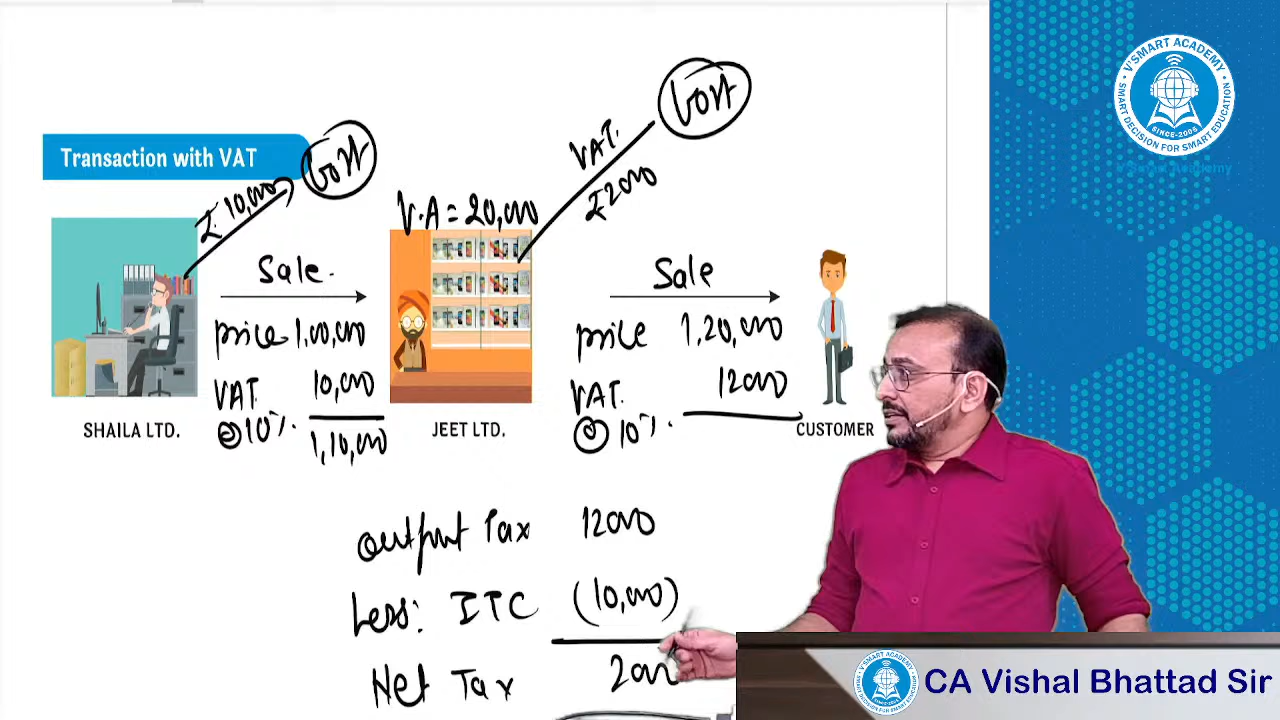 V'SMART ACADEMY
SMART DECISION FOR SMART EDUCATION
SINCE-2005
V'Smart Academy
Transaction with VAT
Govt
₹ 10,000
V.A = 20,000
VAT.
₹2000
Govt
Sale.
price 1,00,000
VAT. 10,000
@ 10%. 1,10,000
Sale
price 1,20,000
VAT. 12000
@ 10%.
SHAILA LTD.
JEET LTD.
CUSTOMER
output Tax 12000
Less: ITC (10,000)
Net Tax 2000
CA Vishal Bhattad Sir